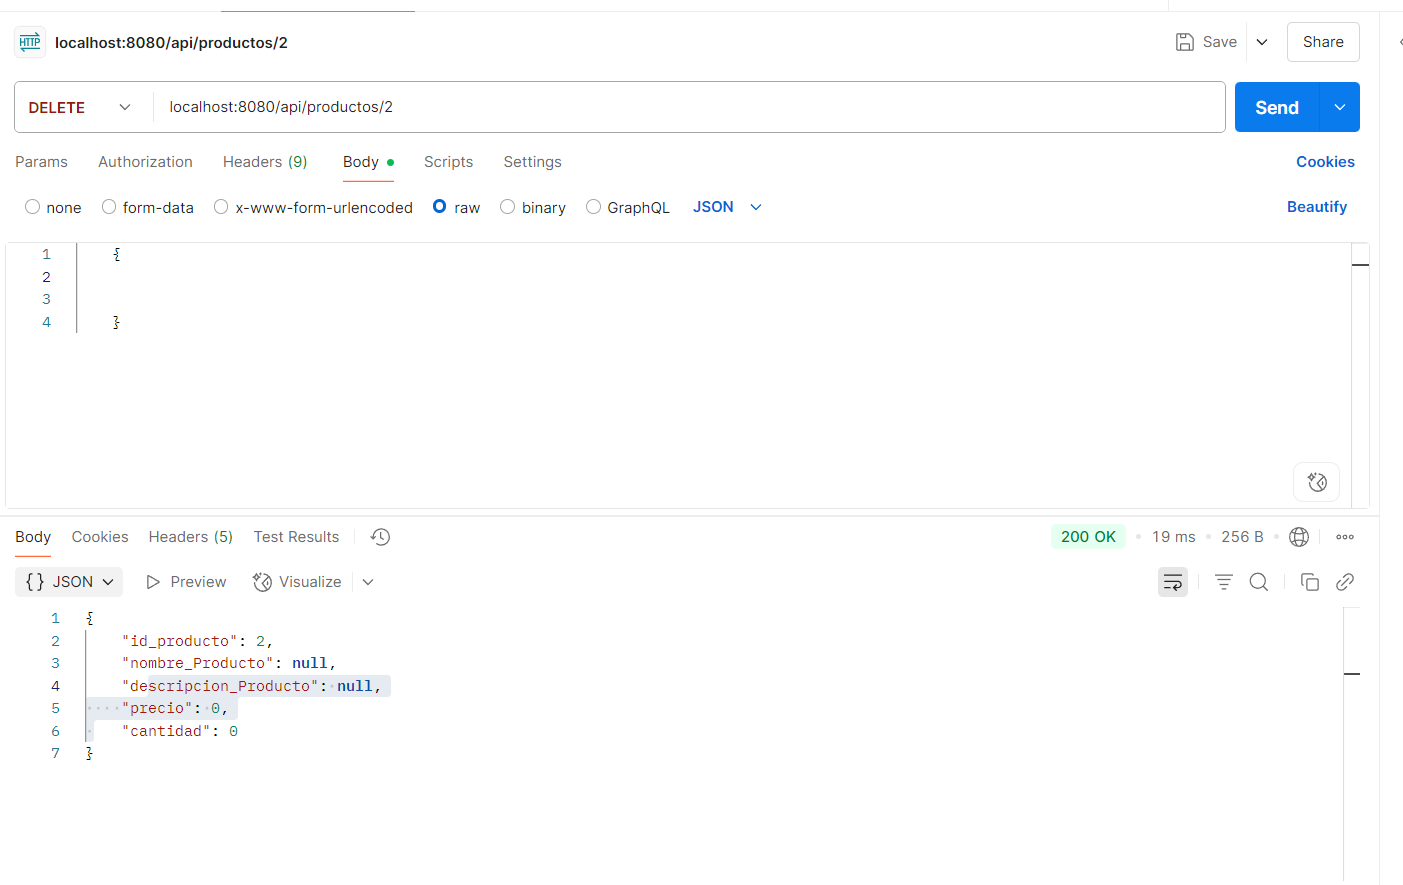 HTTP localhost:8080/api/productos/2 Save Share
DELETE localhost:8080/api/productos/2 Send
Params Authorization Headers (9) Body Scripts Settings Cookies
none form-data x-www-form-urlencoded raw binary GraphQL JSON Beautify
1 {
2
3
4 }
Body Cookies Headers (5) Test Results 200 OK 19 ms 256 B
{} JSON Preview Visualize
1 {
2 "id_producto": 2,
3 "nombre_Producto": null,
4 "descripcion_Producto": null,
5 "precio": 0,
6 "cantidad": 0
7 }